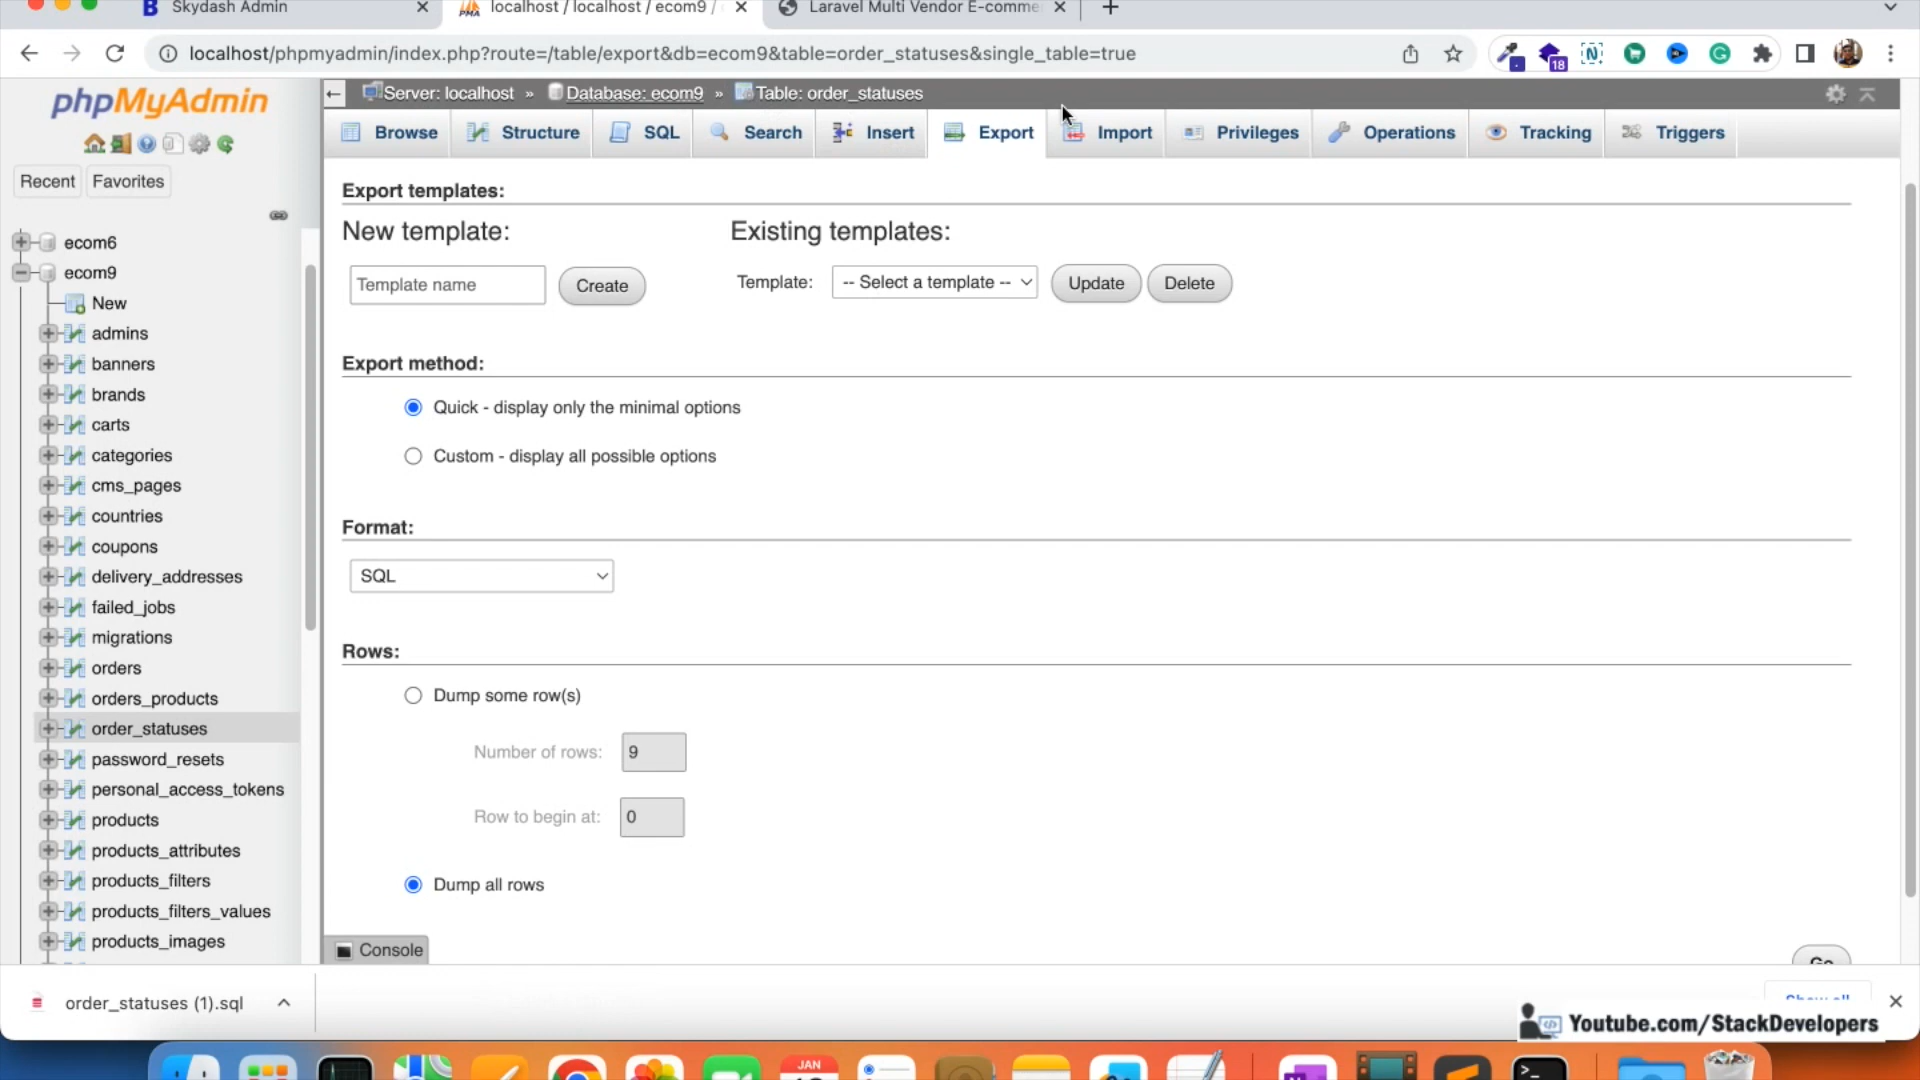 Skydash Admin
localhost / localhost / ecom9 /
Laravel Multi Vendor E-comme
localhost/phpmyadmin/index.php?route=/table/export&db=ecom9&table=order_statuses&single_table=true
18
phpMyAdmin
Recent
Favorites
ecom6
ecom9
New
admins
banners
brands
carts
categories
cms_pages
countries
coupons
delivery_addresses
failed_jobs
migrations
orders
orders_products
order_statuses
password_resets
personal_access_tokens
products
products_attributes
products_filters
products_filters_values
products_images
Server: localhost » Database: ecom9 » Table: order_statuses
Browse
Structure
SQL
Search
Insert
Export
Import
Privileges
Operations
Tracking
Triggers
Export templates:
New template:
Existing templates:
Template name
Create
Template:
-- Select a template --
Update
Delete
Export method:
Quick - display only the minimal options
Custom - display all possible options
Format:
SQL
Rows:
Dump some row(s)
Number of rows: 9
Row to begin at: 0
Dump all rows
Console
Go
order_statuses (1).sql
Show all
Youtube.com/StackDevelopers
JAN